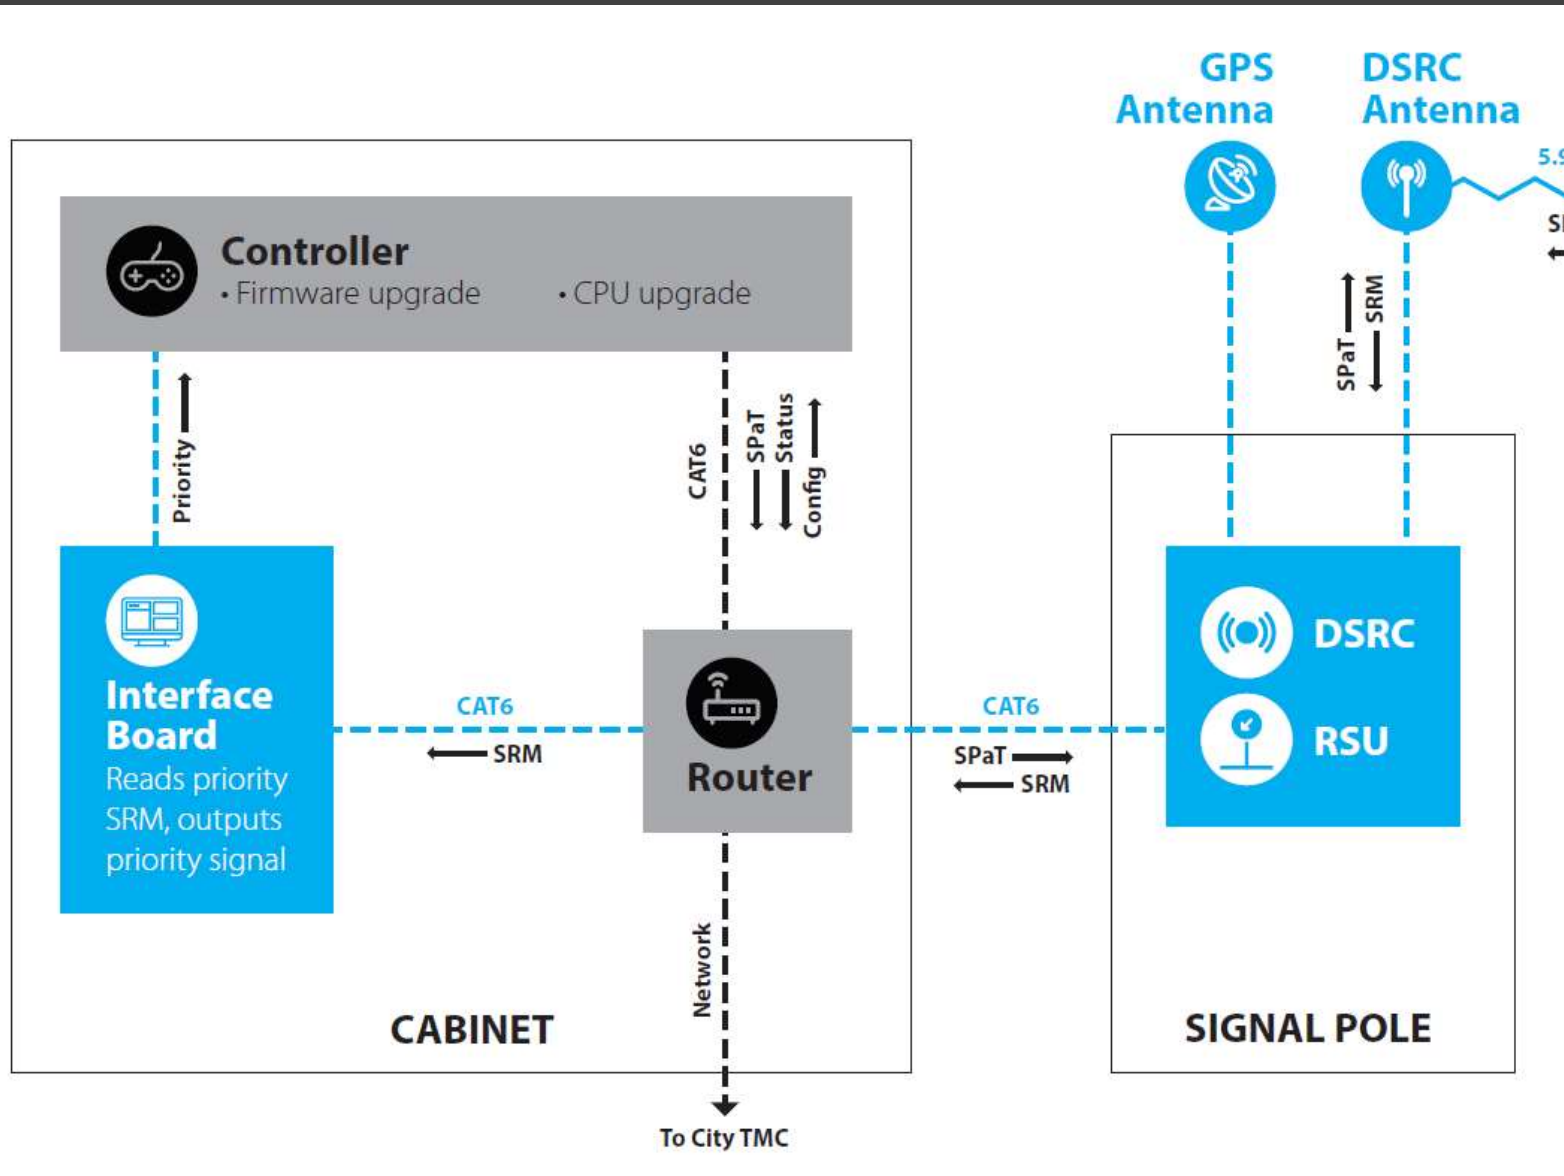 GPS
Antenna
DSRC
Antenna
Controller
• Firmware upgrade
• CPU upgrade
Priority
CAT6
SPaT
Status
Config
SPaT
SRM
Interface
Board
Reads priority
SRM, outputs
priority signal
CAT6
SRM
Router
CAT6
SPaT
SRM
DSRC
RSU
Network
CABINET
SIGNAL POLE
To City TMC